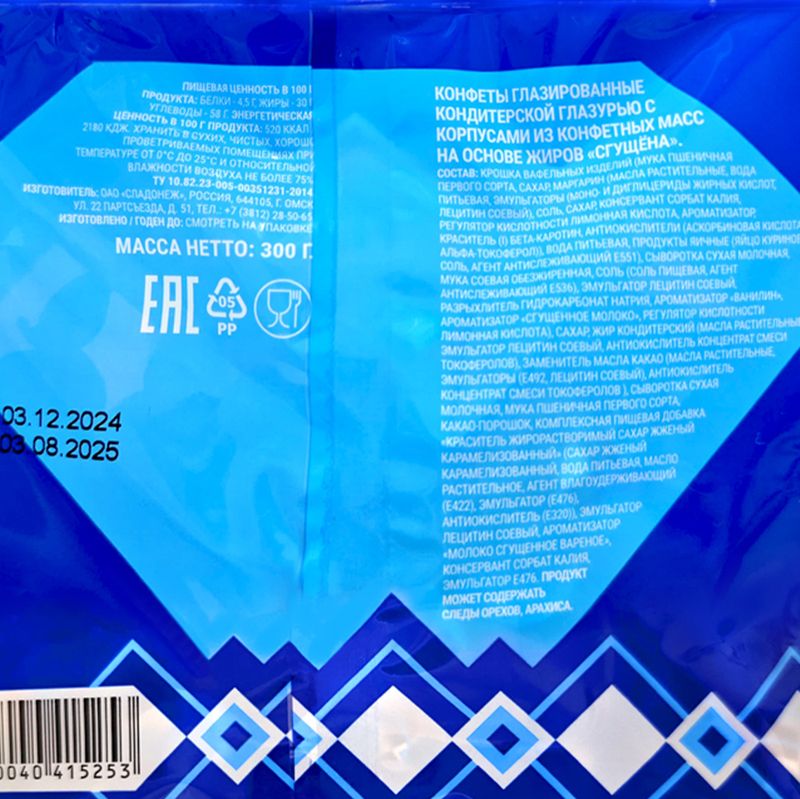 ПИЩЕВАЯ ЦЕННОСТЬ В 100 Г
ПРОДУКТА: БЕЛКИ - 4,5 Г, ЖИРЫ - 30
УГЛЕВОДЫ - 58 Г. ЭНЕРГЕТИЧЕСКАЯ
ЦЕННОСТЬ В 100 Г ПРОДУКТА: 520 ККАЛ
2180 КДЖ. ХРАНИТЬ В СУХИХ, ЧИСТЫХ, ХОРОШО
ПРОВЕТРИВАЕМЫХ ПОМЕЩЕНИЯХ ПРИ
ТЕМПЕРАТУРЕ ОТ 0°С ДО 25°С И ОТНОСИТЕЛЬНОЙ
ВЛАЖНОСТИ ВОЗДУХА НЕ БОЛЕЕ 75%
ТУ 10.82.23-005-00351231-2014
ИЗГОТОВИТЕЛЬ: ОАО «СЛАДОНЕЖ», РОССИЯ, 644105, Г. ОМСК
УЛ. 22 ПАРТСЪЕЗДА, Д. 51, ТЕЛ.: +7 (3812) 28-50-65
ИЗГОТОВЛЕНО / ГОДЕН ДО: СМОТРЕТЬ НА УПАКОВКЕ
МАССА НЕТТО: 300 Г.
EAC 05 PP
03.12.2024
03.08.2025
0040 415253
КОНФЕТЫ ГЛАЗИРОВАННЫЕ
КОНДИТЕРСКОЙ ГЛАЗУРЬЮ С
КОРПУСАМИ ИЗ КОНФЕТНЫХ МАСС
НА ОСНОВЕ ЖИРОВ «СГУЩЁНА».
СОСТАВ: КРОШКА ВАФЕЛЬНЫХ ИЗДЕЛИЙ (МУКА ПШЕНИЧНАЯ
ПЕРВОГО СОРТА, САХАР, МАРГАРИН (МАСЛА РАСТИТЕЛЬНЫЕ, ВОДА
ПИТЬЕВАЯ, ЭМУЛЬГАТОРЫ (МОНО- И ДИГЛИЦЕРИДЫ ЖИРНЫХ КИСЛОТ,
ЛЕЦИТИН СОЕВЫЙ), СОЛЬ, САХАР, КОНСЕРВАНТ СОРБАТ КАЛИЯ,
РЕГУЛЯТОР КИСЛОТНОСТИ ЛИМОННАЯ КИСЛОТА, АРОМАТИЗАТОР,
КРАСИТЕЛЬ (I) БЕТА-КАРОТИН, АНТИОКИСЛИТЕЛИ (АСКОРБИНОВАЯ КИСЛОТА
АЛЬФА-ТОКОФЕРОЛ)), ВОДА ПИТЬЕВАЯ, ПРОДУКТЫ ЯИЧНЫЕ (ЯЙЦО КУРИНОЕ
СОЛЬ, АГЕНТ АНТИСЛЕЖИВАЮЩИЙ Е551), СЫВОРОТКА СУХАЯ МОЛОЧНАЯ,
МУКА СОЕВАЯ ОБЕЗЖИРЕННАЯ, СОЛЬ (СОЛЬ ПИЩЕВАЯ, АГЕНТ
АНТИСЛЕЖИВАЮЩИЙ Е536), ЭМУЛЬГАТОР ЛЕЦИТИН СОЕВЫЙ,
РАЗРЫХЛИТЕЛЬ ГИДРОКАРБОНАТ НАТРИЯ, АРОМАТИЗАТОР «ВАНИЛИН»,
АРОМАТИЗАТОР «СГУЩЕННОЕ МОЛОКО», РЕГУЛЯТОР КИСЛОТНОСТИ
ЛИМОННАЯ КИСЛОТА), САХАР, ЖИР КОНДИТЕРСКИЙ (МАСЛА РАСТИТЕЛЬНЫЕ
ЭМУЛЬГАТОР ЛЕЦИТИН СОЕВЫЙ, АНТИОКИСЛИТЕЛЬ КОНЦЕНТРАТ СМЕСИ
ТОКОФЕРОЛОВ), ЗАМЕНИТЕЛЬ МАСЛА КАКАО (МАСЛА РАСТИТЕЛЬНЫЕ,
ЭМУЛЬГАТОРЫ (Е492, ЛЕЦИТИН СОЕВЫЙ), АНТИОКИСЛИТЕЛЬ
КОНЦЕНТРАТ СМЕСИ ТОКОФЕРОЛОВ ), СЫВОРОТКА СУХАЯ
МОЛОЧНАЯ, МУКА ПШЕНИЧНАЯ ПЕРВОГО СОРТА,
КАКАО-ПОРОШОК, КОМПЛЕКСНАЯ ПИЩЕВАЯ ДОБАВКА
«КРАСИТЕЛЬ ЖИРОРАСТВОРИМЫЙ САХАР ЖЖЕНЫЙ
КАРАМЕЛИЗОВАННЫЙ» (САХАР ЖЖЕНЫЙ
КАРАМЕЛИЗОВАННЫЙ, ВОДА ПИТЬЕВАЯ, МАСЛО
РАСТИТЕЛЬНОЕ, АГЕНТ ВЛАГОУДЕРЖИВАЮЩИЙ
(Е422), ЭМУЛЬГАТОР (Е476),
АНТИОКИСЛИТЕЛЬ (Е320)), ЭМУЛЬГАТОР
ЛЕЦИТИН СОЕВЫЙ, АРОМАТИЗАТОР
«МОЛОКО СГУЩЕННОЕ ВАРЕНОЕ»,
КОНСЕРВАНТ СОРБАТ КАЛИЯ,
ЭМУЛЬГАТОР Е476. ПРОДУКТ
МОЖЕТ СОДЕРЖАТЬ
СЛЕДЫ ОРЕХОВ, АРАХИСА.